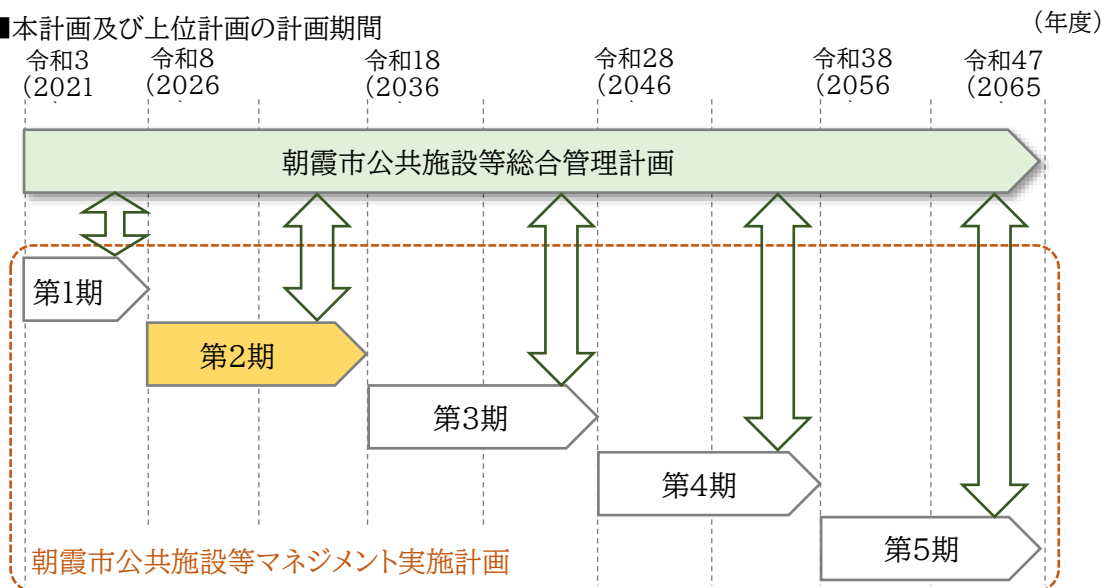 ■本計画及び上位計画の計画期間
（年度）
令和3
（2021
令和8
（2026
令和18
（2036
令和28
（2046
令和38
（2056
令和47
（2065
朝霞市公共施設等総合管理計画
第1期
第2期
第3期
第4期
第5期
朝霞市公共施設等マネジメント実施計画